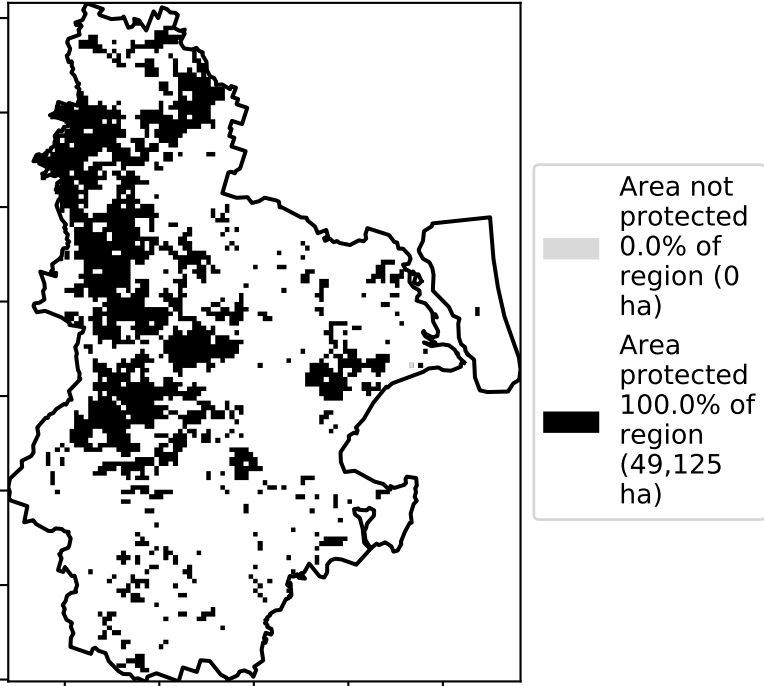 Area not
protected
0.0% of
region (0
ha)
Area
protected
100.0% of
region
(49,125
ha)